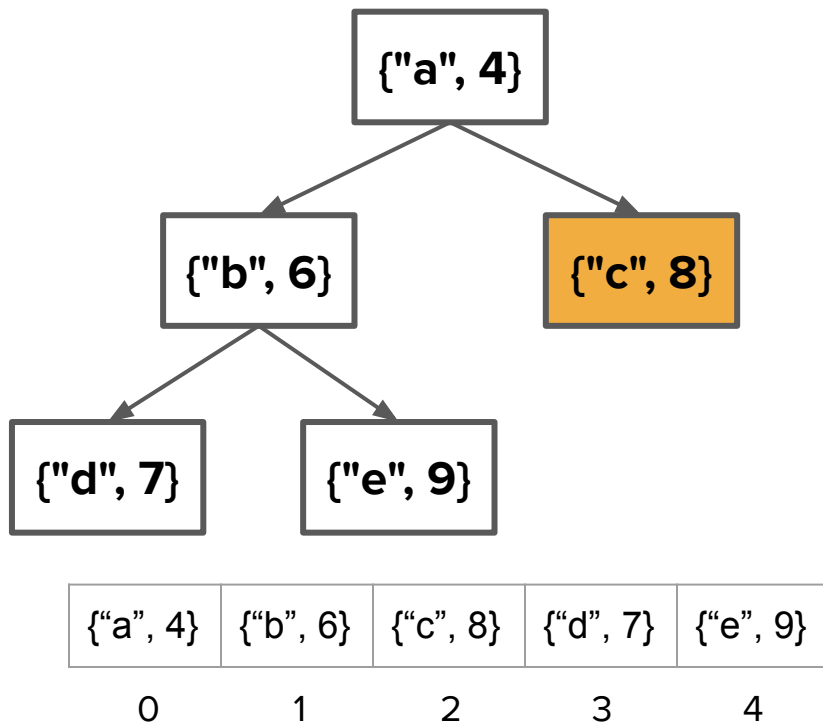 {"a", 4}
{"b", 6} {"c", 8}
{"d", 7} {"e", 9}
{“a”, 4} {“b”, 6} {“c”, 8} {“d”, 7} {“e”, 9}
0 1 2 3 4